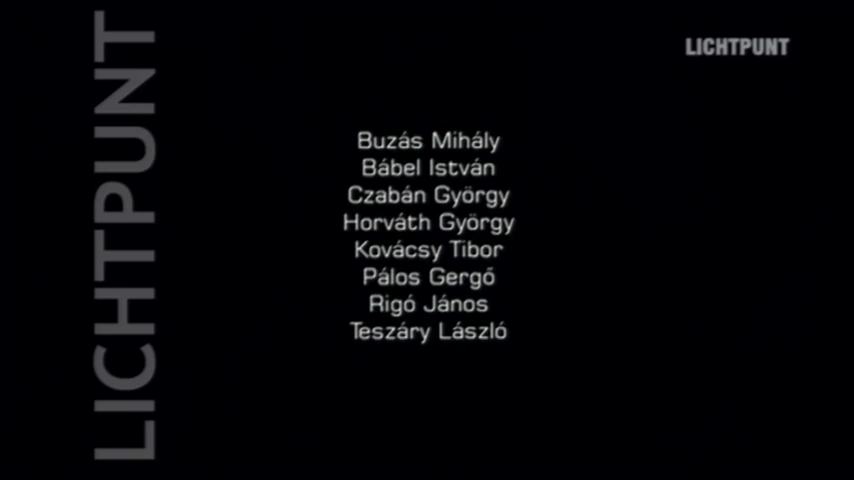 LICHTPUNT
LICHTPUNT
Buzás Mihály
Bábel István
Czabán György
Horváth György
Kovácsy Tibor
Pálos Gergő
Rigó János
Teszáry László